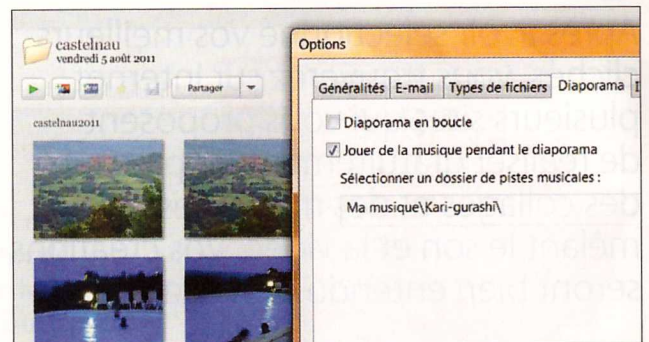 castelnau
vendredi 5 août 2011
Partager
castelnau2011
Options
Généralités E-mail Types de fichiers Diaporama
Diaporama en boucle
Jouer de la musique pendant le diaporama
Sélectionner un dossier de pistes musicales :
Ma musique\Kari-gurashi\